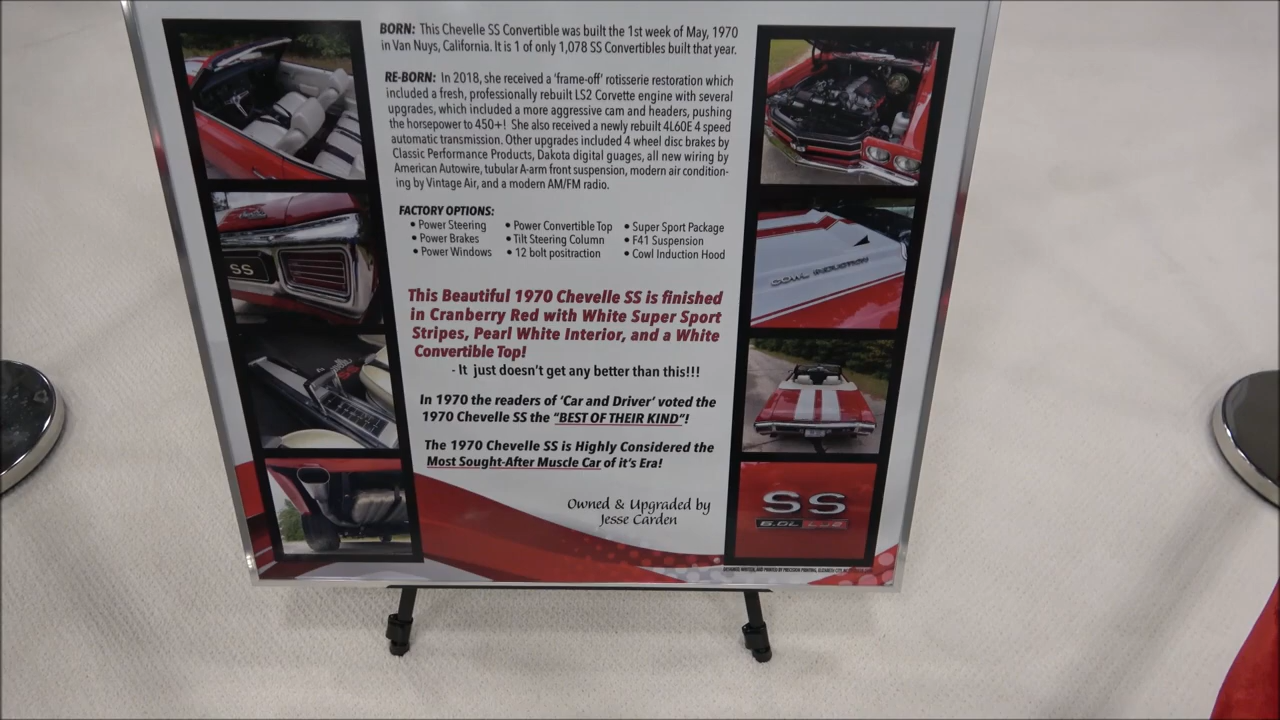 BORN: This Chevelle SS Convertible was built the 1st week of May, 1970
in Van Nuys, California. It is 1 of only 1,078 SS Convertibles built that year.
RE-BORN: In 2018, she received a 'frame-off' rotisserie restoration which
included a fresh, professionally rebuilt LS2 Corvette engine with several
upgrades, which included a more aggressive cam and headers, pushing
the horsepower to 450+! She also received a newly rebuilt 4L60E 4 speed
automatic transmission. Other upgrades included 4 wheel disc brakes by
Classic Performance Products, Dakota digital guages, all new wiring by
American Autowire, tubular A-arm front suspension, modern air condition-
ing by Vintage Air, and a modern AM/FM radio.
FACTORY OPTIONS:
• Power Steering • Power Convertible Top • Super Sport Package
• Power Brakes • Tilt Steering Column • F41 Suspension
• Power Windows • 12 bolt positraction • Cowl Induction Hood
This Beautiful 1970 Chevelle SS is finished
in Cranberry Red with White Super Sport
Stripes, Pearl White Interior, and a White
Convertible Top!
- It just doesn't get any better than this!!!
In 1970 the readers of 'Car and Driver' voted the
1970 Chevelle SS the "BEST OF THEIR KIND"!
The 1970 Chevelle SS is Highly Considered the
Most Sought-After Muscle Car of it's Era!
Owned & Upgraded by
Jesse Carden
SS
COWL INDUCTION
SS
6.0L LS2